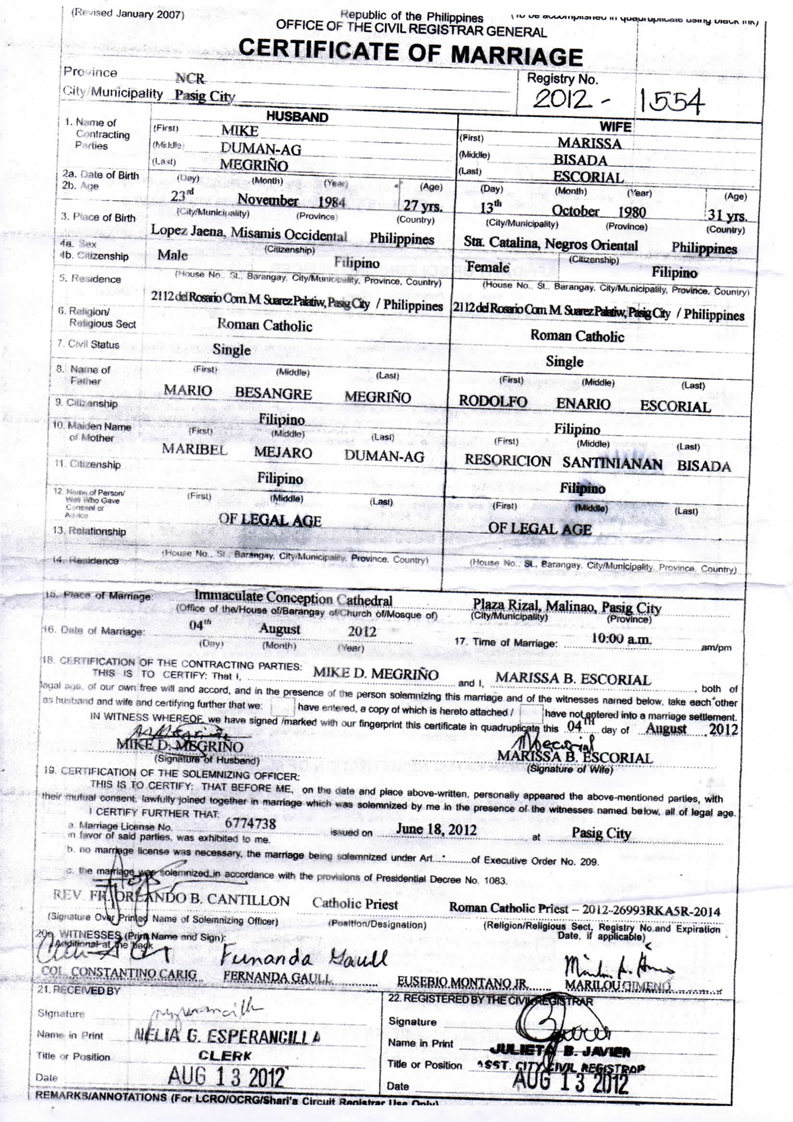 (Revised January 2007) Republic of the Philippines (To be accomplished in quadruplicate using black ink)
OFFICE OF THE CIVIL REGISTRAR GENERAL
CERTIFICATE OF MARRIAGE
Province NCR Registry No.
City/Municipality Pasig City 2012 - 1554
HUSBAND WIFE
1. Name of Contracting Parties (First) MIKE (First) MARISSA
(Middle) DUMAN-AG (Middle) BISADA
(Last) MEGRIÑO (Last) ESCORIAL
2a. Date of Birth (Day) (Month) (Year) (Age) (Day) (Month) (Year) (Age)
2b. Age 23rd November 1984 27 yrs. 13th October 1980 31 yrs.
3. Place of Birth (City/Municipality) (Province) (Country) (City/Municipality) (Province) (Country)
Lopez Jaena, Misamis Occidental Philippines Sta. Catalina, Negros Oriental Philippines
4a. Sex (Citizenship) (Citizenship)
4b. Citizenship Male Filipino Female Filipino
5. Residence (House No., St., Barangay, City/Municipality, Province, Country) (House No., St., Barangay, City/Municipality, Province, Country)
2112 del Rosario Com. M. Suarez Palatiw, Pasig City / Philippines 2112 del Rosario Com. M. Suarez Palatiw, Pasig City / Philippines
6. Religion/ Religious Sect Roman Catholic Roman Catholic
7. Civil Status Single Single
8. Name of Father (First) (Middle) (Last) (First) (Middle) (Last)
MARIO BESANGRE MEGRIÑO RODOLFO ENARIO ESCORIAL
9. Citizenship Filipino Filipino
10. Maiden Name of Mother (First) (Middle) (Last) (First) (Middle) (Last)
MARIBEL MEJARO DUMAN-AG RESORICION SANTINIANAN BISADA
11. Citizenship Filipino Filipino
12. Name of Person/ Wali Who Gave Consent or Advice (First) (Middle) (Last) (First) (Middle) (Last)
OF LEGAL AGE OF LEGAL AGE
13. Relationship
14. Residence (House No., St., Barangay, City/Municipality, Province, Country) (House No., St., Barangay, City/Municipality, Province, Country)
15. Place of Marriage: Immaculate Conception Cathedral Plaza Rizal, Malinao, Pasig City
(Office of the/House of/Barangay of/Church of/Mosque of) (City/Municipality) (Province)
16. Date of Marriage: 04th August 2012 17. Time of Marriage: 10:00 a.m. am/pm
(Day) (Month) (Year)
18. CERTIFICATION OF THE CONTRACTING PARTIES:
THIS IS TO CERTIFY: That I, MIKE D. MEGRIÑO and I, MARISSA B. ESCORIAL, both of
legal age, of our own free will and accord, and in the presence of the person solemnizing this marriage and of the witnesses named below, take each other
as husband and wife and certifying further that we: have entered, a copy of which is hereto attached / have not entered into a marriage settlement.
IN WITNESS WHEREOF, we have signed /marked with our fingerprint this certificate in quadruplicate this 04TH day of August 2012
MIKE D. MEGRIÑO MARISSA B. ESCORIAL
(Signature of Husband) (Signature of Wife)
19. CERTIFICATION OF THE SOLEMNIZING OFFICER:
THIS IS TO CERTIFY: THAT BEFORE ME, on the date and place above-written, personally appeared the above-mentioned parties, with
their mutual consent, lawfully joined together in marriage which was solemnized by me in the presence of the witnesses named below, all of legal age.
I CERTIFY FURTHER THAT:
a. Marriage License No. 6774738 issued on June 18, 2012 at Pasig City
in favor of said parties, was exhibited to me.
b. no marriage license was necessary, the marriage being solemnized under Art. of Executive Order No. 209.
c. the marriage was solemnized in accordance with the provisions of Presidential Decree No. 1083.
REV. FR. ORLANDO B. CANTILLON Catholic Priest Roman Catholic Priest – 2012-26993RKA5R-2014
(Signature Over Printed Name of Solemnizing Officer) (Position/Designation) (Religion/Religious Sect, Registry No. and Expiration
Date, if applicable)
20a. WITNESSES (Print Name and Sign):
Additional at the back
Fernanda Gaull
COL. CONSTANTINO CARIG FERNANDA GAULL EUSEBIO MONTANO JR. MARILOU GIMENO
21. RECEIVED BY 22. REGISTERED BY THE CIVIL REGISTRAR
Signature Signature
Name in Print NELIA G. ESPERANCILLA Name in Print JULIETA B. JAVIER
Title or Position CLERK Title or Position ASST. CITY CIVIL REGISTRAR
Date AUG 13 2012 Date AUG 13 2012
REMARKS/ANNOTATIONS (For LCRO/OCRG/Shari'a Circuit Registrar Use Only)